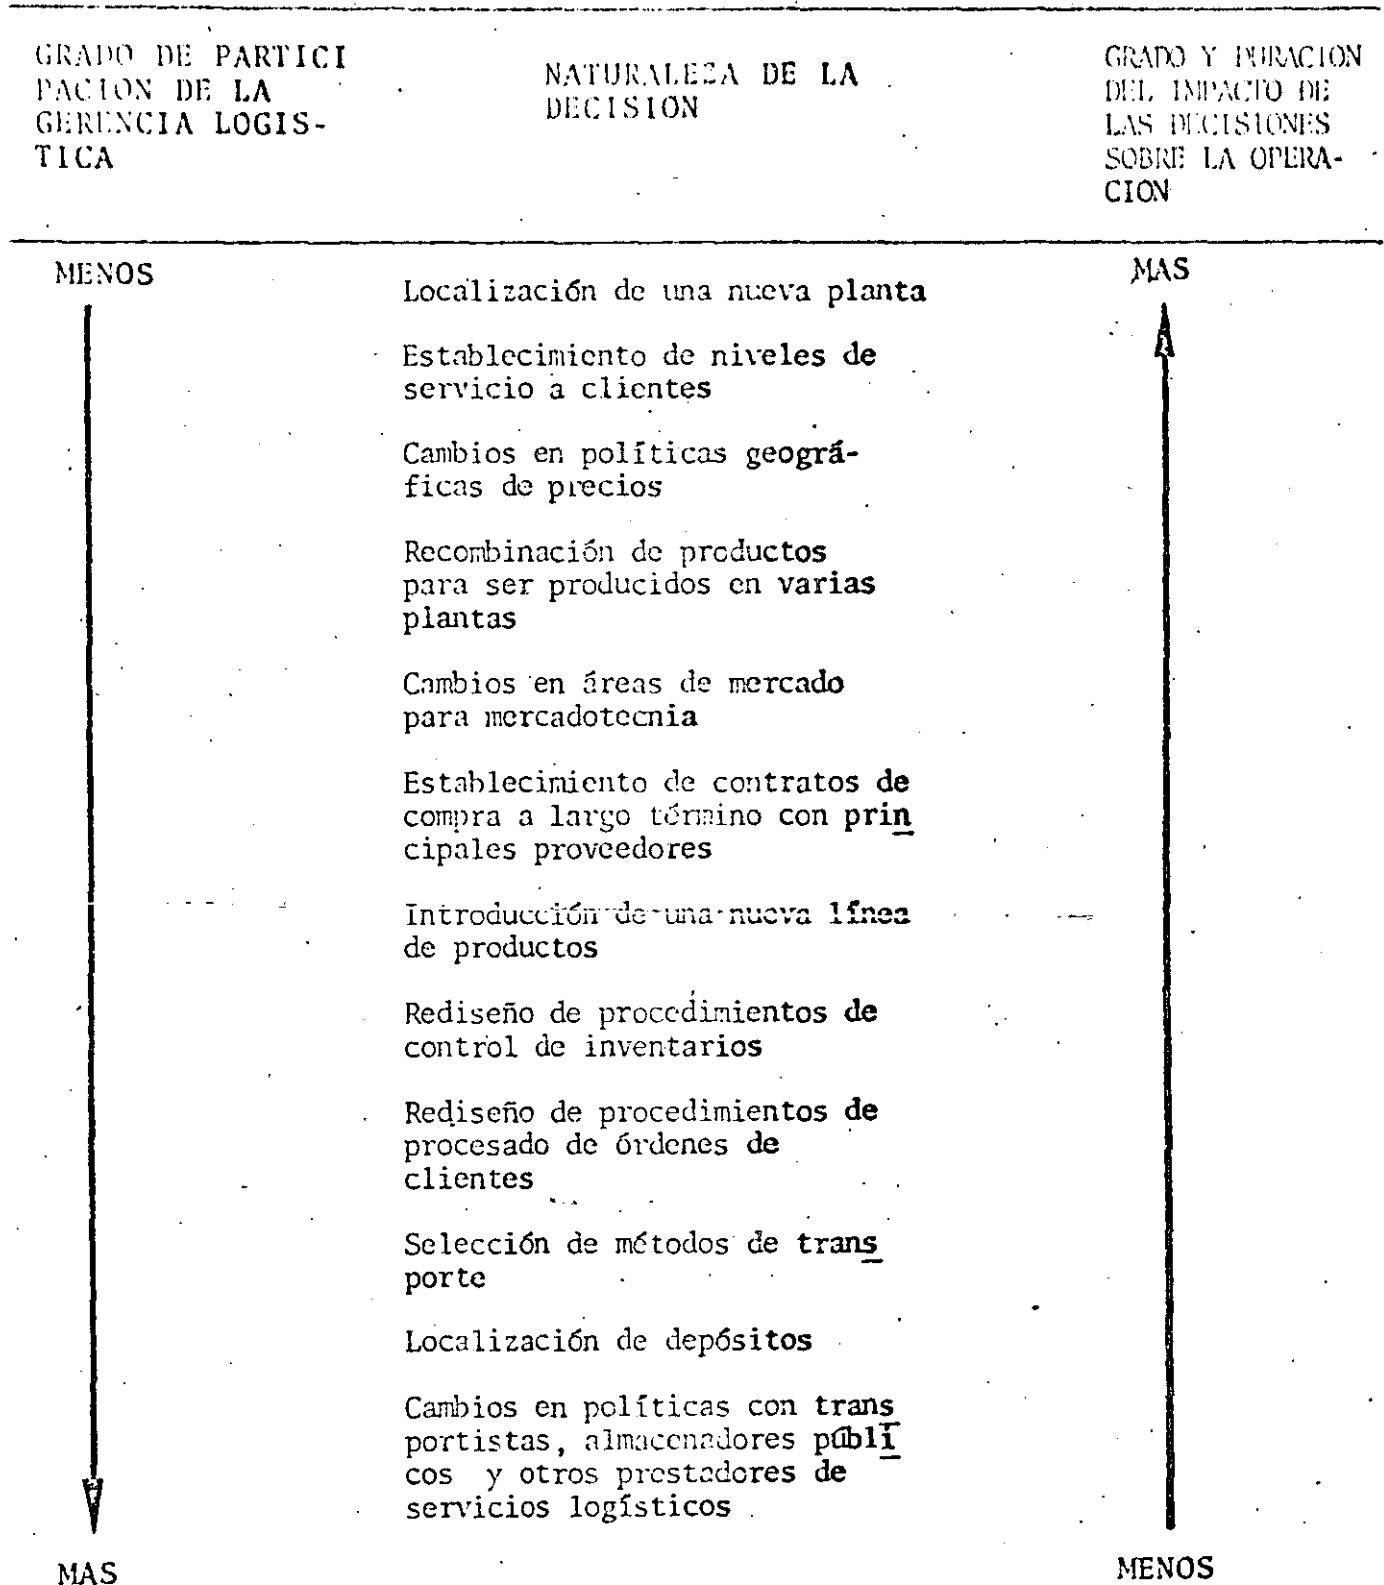 GRADO DE PARTICI
PACION DE LA
GERENCIA LOGIS-
TICA
NATURALEZA DE LA
DECISION
GRADO Y DURACION
DEL IMPACTO DE
LAS DECISIONES
SOBRE LA OPERA-
CION
MENOS
MAS
Localización de una nueva planta
Establecimiento de niveles de
servicio a clientes
Cambios en políticas geográ-
ficas de precios
Recombinación de productos
para ser producidos en varias
plantas
Cambios en áreas de mercado
para mercadotecnia
Establecimiento de contratos de
compra a largo término con prin
cipales proveedores
Introducción de una nueva línea
de productos
Rediseño de procedimientos de
control de inventarios
Rediseño de procedimientos de
procesado de órdenes de
clientes
Selección de métodos de trans
porte
Localización de depósitos
Cambios en políticas con trans
portistas, almacenadores públi
cos y otros prestadores de
servicios logísticos
MAS
MENOS